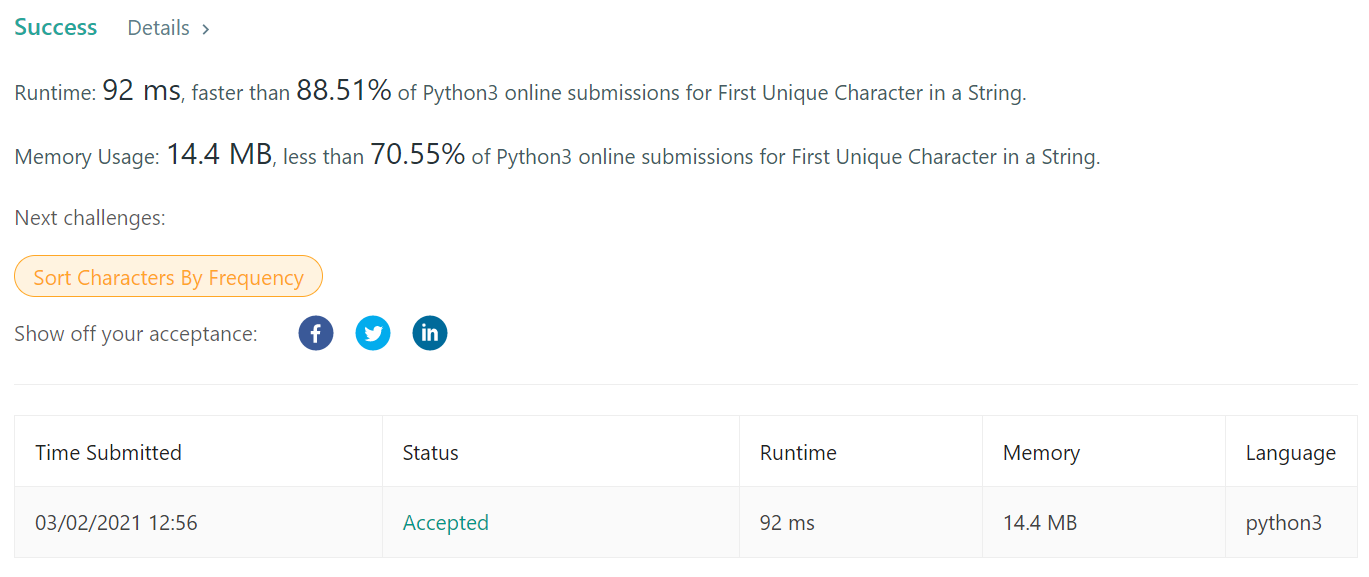 Success Details >
Runtime: 92 ms, faster than 88.51% of Python3 online submissions for First Unique Character in a String.
Memory Usage: 14.4 MB, less than 70.55% of Python3 online submissions for First Unique Character in a String.
Next challenges:
Sort Characters By Frequency
Show off your acceptance: f in
Time Submitted Status Runtime Memory Language
03/02/2021 12:56 Accepted 92 ms 14.4 MB python3